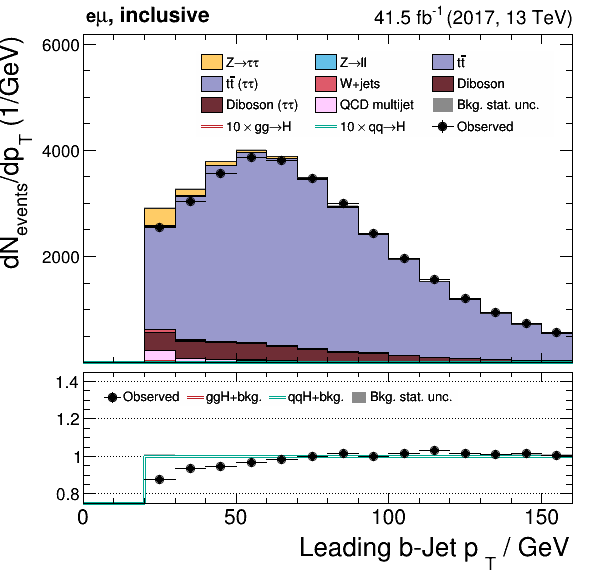 eμ, inclusive 41.5 fb⁻¹ (2017, 13 TeV)
dN_events/dp_T (1/GeV)
6000
4000
2000
Z→ττ Z→ll tt̄
tt̄ (ττ) W+jets Diboson
Diboson (ττ) QCD multijet Bkg. stat. unc.
10 × gg→H 10 × qq→H Observed
1.4
1.2
1
0.8
Observed ggH+bkg. qqH+bkg. Bkg. stat. unc.
0 50 100 150
Leading b-Jet p_T / GeV